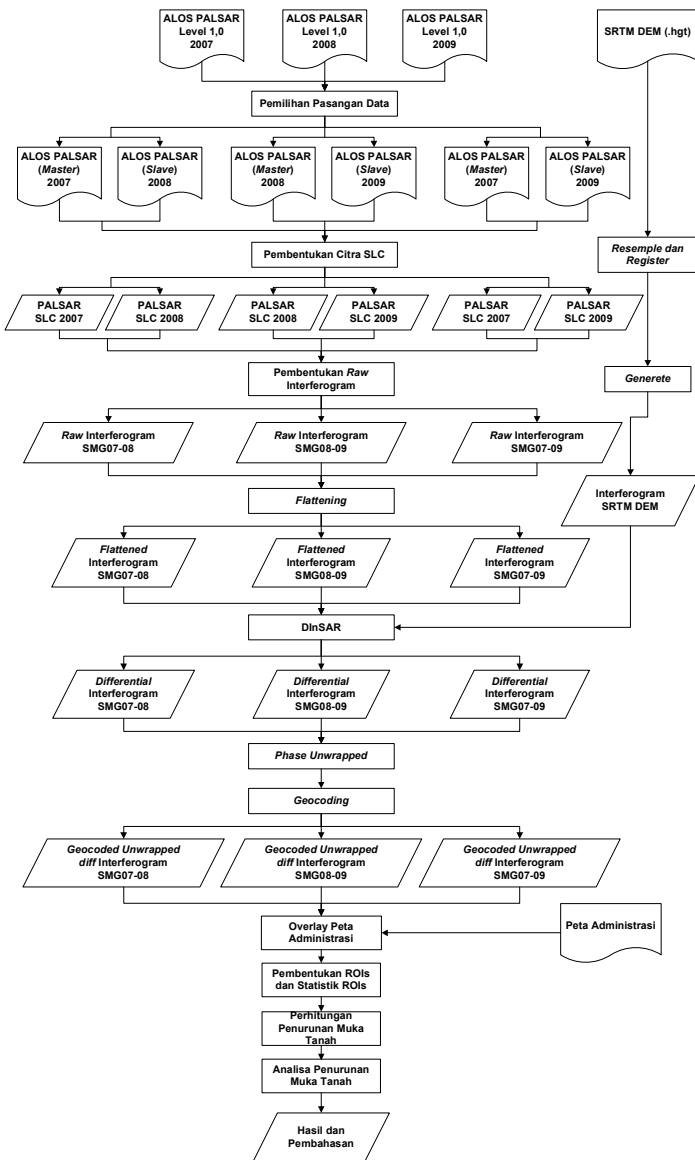 ALOS PALSAR
Level 1,0
2007
ALOS PALSAR
Level 1,0
2008
ALOS PALSAR
Level 1,0
2009
SRTM DEM (.hgt)
Pemilihan Pasangan Data
ALOS PALSAR
(Master)
2007
ALOS PALSAR
(Slave)
2008
ALOS PALSAR
(Master)
2008
ALOS PALSAR
(Slave)
2009
ALOS PALSAR
(Master)
2007
ALOS PALSAR
(Slave)
2009
Pembentukan Citra SLC
Resemple dan
Register
PALSAR
SLC 2007
PALSAR
SLC 2008
PALSAR
SLC 2008
PALSAR
SLC 2009
PALSAR
SLC 2007
PALSAR
SLC 2009
Pembentukan Raw
Interferogram
Generete
Raw Interferogram
SMG07-08
Raw Interferogram
SMG08-09
Raw Interferogram
SMG07-09
Flattening
Interferogram
SRTM DEM
Flattened
Interferogram
SMG07-08
Flattened
Interferogram
SMG08-09
Flattened
Interferogram
SMG07-09
DInSAR
Differential
Interferogram
SMG07-08
Differential
Interferogram
SMG08-09
Differential
Interferogram
SMG07-09
Phase Unwrapped
Geocoding
Geocoded Unwrapped
diff Interferogram
SMG07-08
Geocoded Unwrapped
diff Interferogram
SMG08-09
Geocoded Unwrapped
diff Interferogram
SMG07-09
Overlay Peta
Administrasi
Peta Administrasi
Pembentukan ROIs
dan Statistik ROIs
Perhitungan
Penurunan Muka
Tanah
Analisa Penurunan
Muka Tanah
Hasil dan
Pembahasan